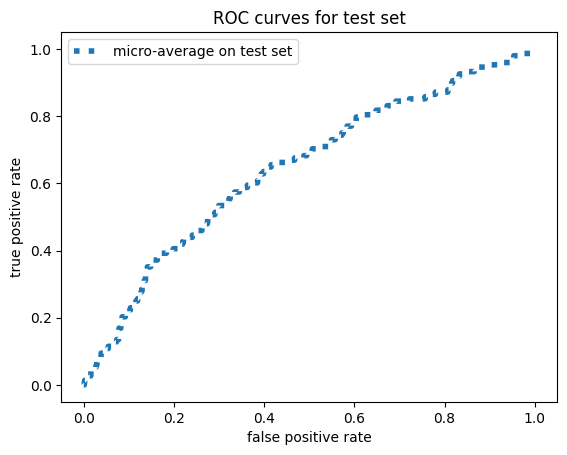 ROC curves for test set
micro-average on test set
true positive rate
1.0
0.8
0.6
0.4
0.2
0.0
0.0 0.2 0.4 0.6 0.8 1.0
false positive rate